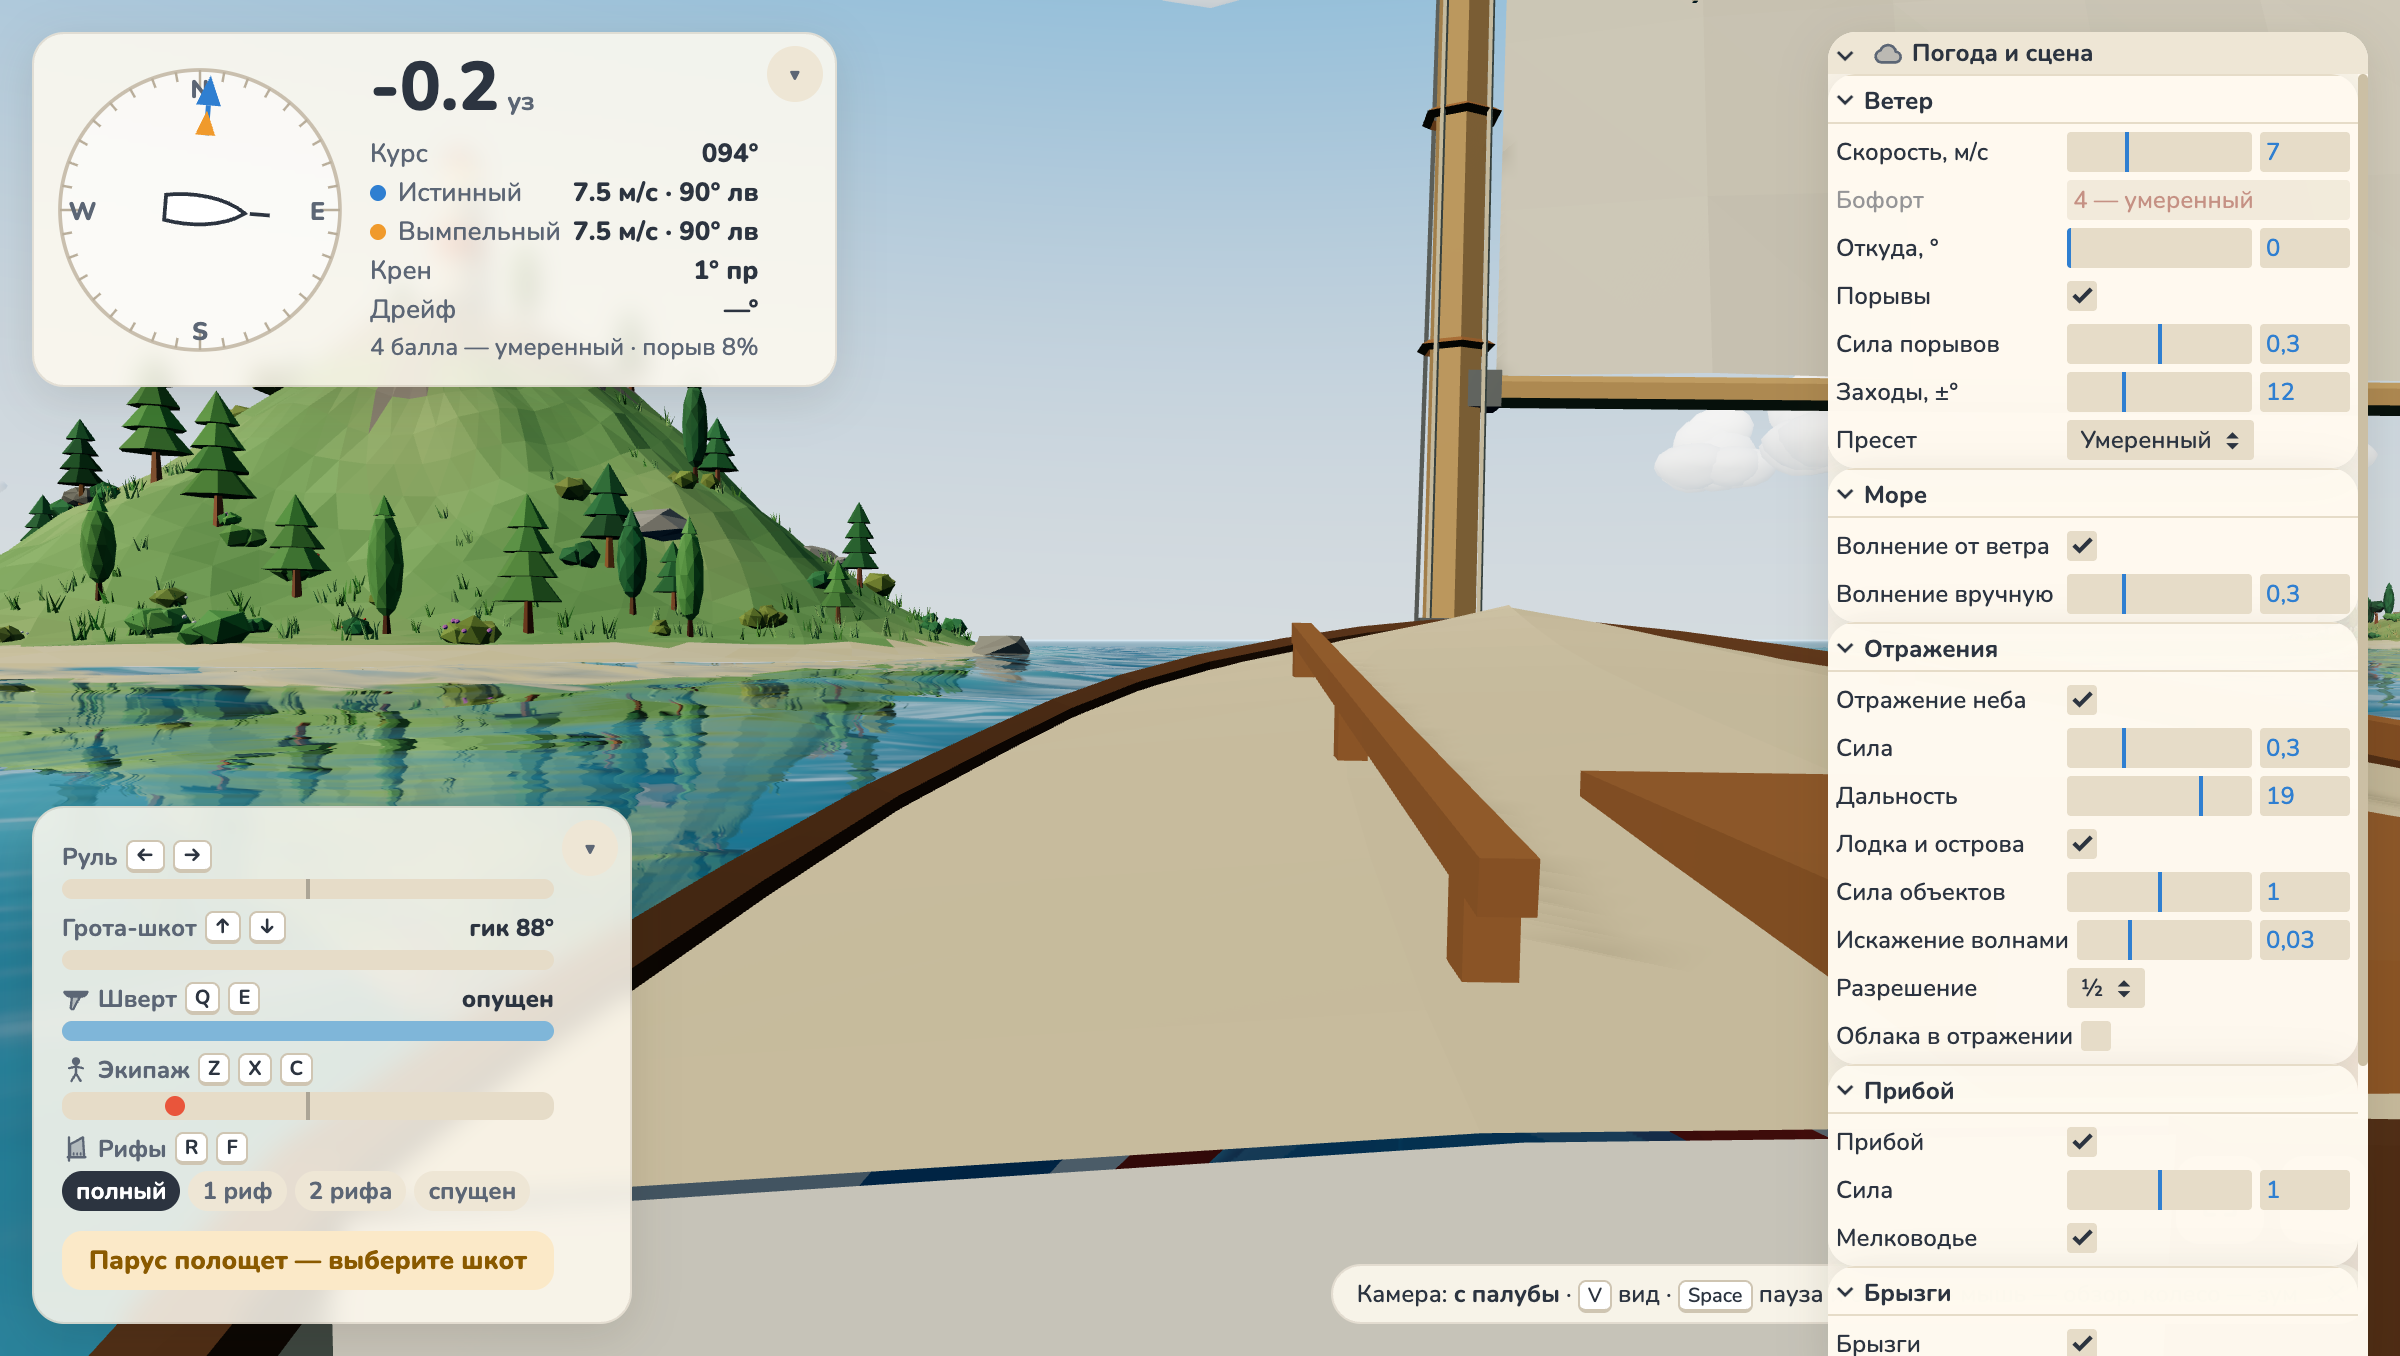 N
W
E
S
-0.2 уз
Курс 094°
Истинный 7.5 м/с · 90° лв
Вымпельный 7.5 м/с · 90° лв
Крен 1° пр
Дрейф —°
4 балла — умеренный · порыв 8%
Руль ← →
Грота-шкот ↑ ↓ гик 88°
Шверт Q E опущен
Экипаж Z X C
Рифы R F
полный 1 риф 2 рифа спущен
Парус полощет — выберите шкот
Камера: с палубы · V вид · Space пауза
Погода и сцена
Ветер
Скорость, м/с 7
Бофорт 4 — умеренный
Откуда, ° 0
Порывы
Сила порывов 0,3
Заходы, ±° 12
Пресет Умеренный
Море
Волнение от ветра
Волнение вручную 0,3
Отражения
Отражение неба
Сила 0,3
Дальность 19
Лодка и острова
Сила объектов 1
Искажение волнами 0,03
Разрешение ½
Облака в отражении
Прибой
Прибой
Сила 1
Мелководье
Брызги
Брызги